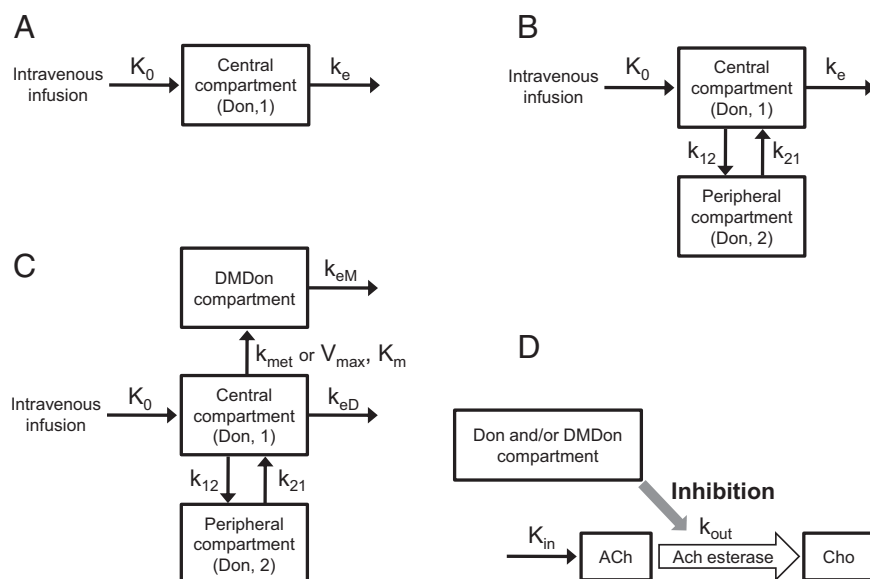 A
Intravenous
infusion
K0
Central
compartment
(Don,1)
ke
B
Intravenous
infusion
K0
Central
compartment
(Don, 1)
ke
k12
k21
Peripheral
compartment
(Don, 2)
C
DMDon
compartment
keM
kmet or Vmax, Km
Intravenous
infusion
K0
Central
compartment
(Don, 1)
keD
k12
k21
Peripheral
compartment
(Don, 2)
D
Don and/or DMDon
compartment
Inhibition
Kin
ACh
kout
Ach esterase
Cho